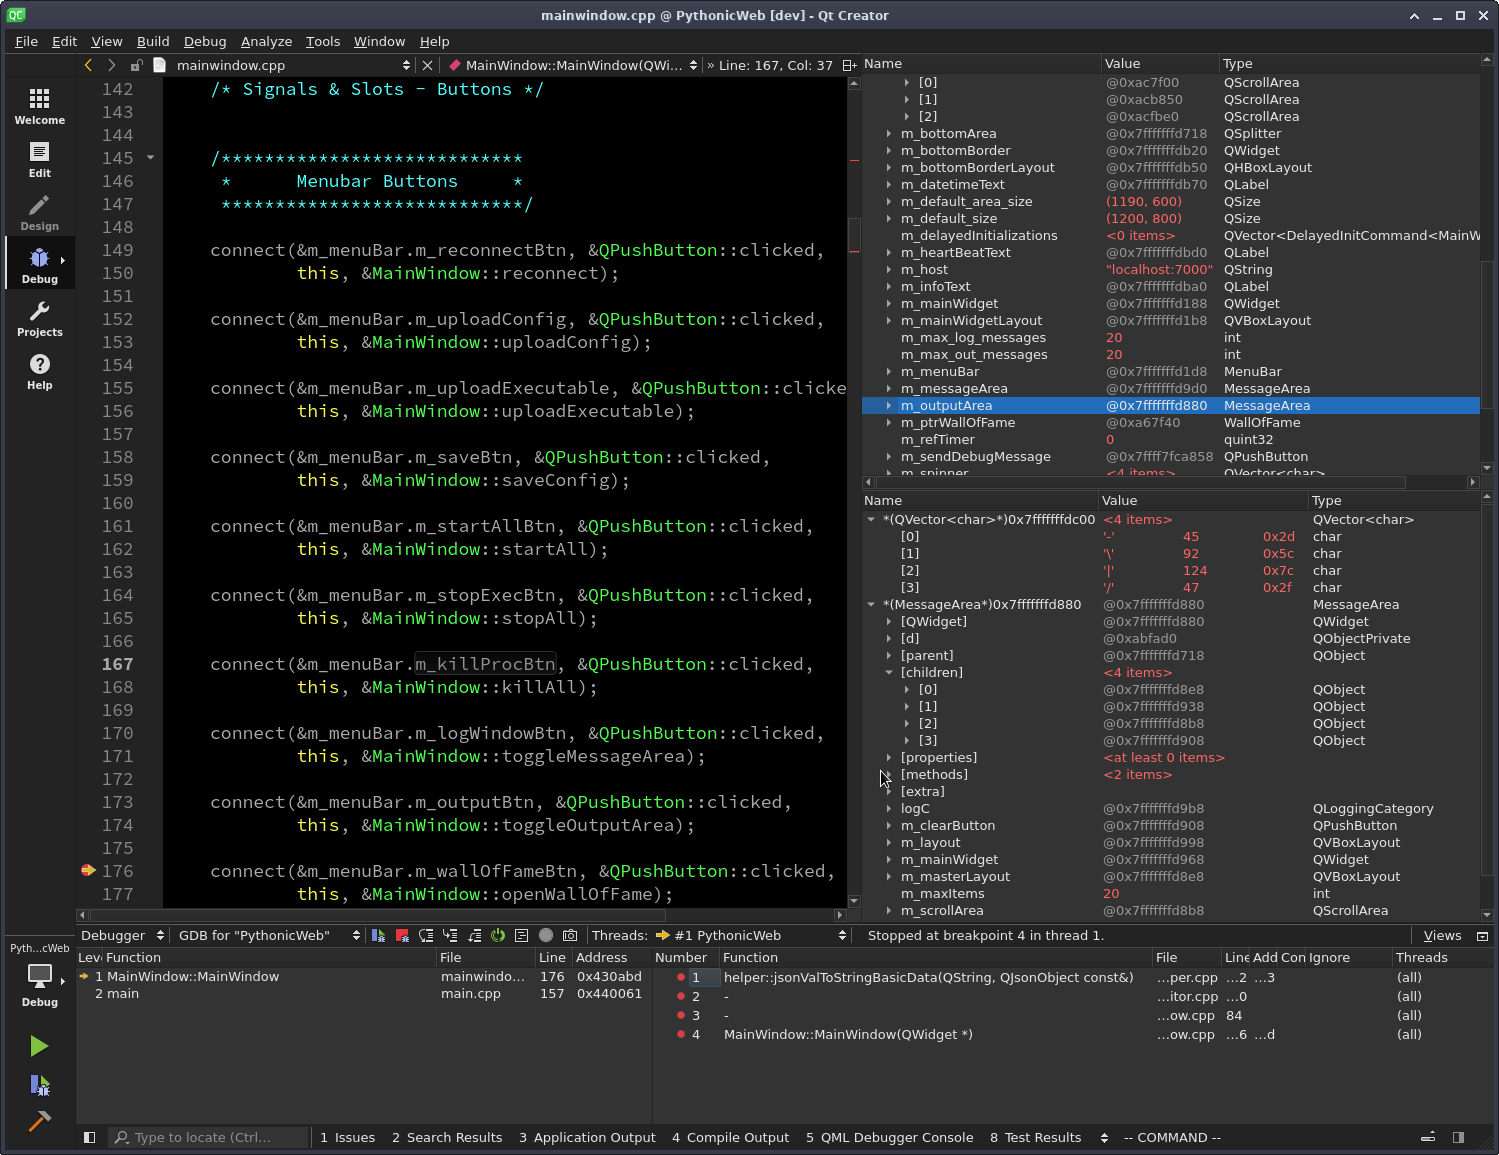 mainwindow.cpp @ PythonicWeb [dev] - Qt Creator
File Edit View Build Debug Analyze Tools Window Help
mainwindow.cpp MainWindow::MainWindow(QWi... » Line: 167, Col: 37
Welcome
Edit
Design
Debug
Projects
Help
142 /* Signals & Slots - Buttons */
143
144
145 /****************************
146 * Menubar Buttons *
147 ****************************/
148
149 connect(&m_menuBar.m_reconnectBtn, &QPushButton::clicked,
150 this, &MainWindow::reconnect);
151
152 connect(&m_menuBar.m_uploadConfig, &QPushButton::clicked,
153 this, &MainWindow::uploadConfig);
154
155 connect(&m_menuBar.m_uploadExecutable, &QPushButton::clicke
156 this, &MainWindow::uploadExecutable);
157
158 connect(&m_menuBar.m_saveBtn, &QPushButton::clicked,
159 this, &MainWindow::saveConfig);
160
161 connect(&m_menuBar.m_startAllBtn, &QPushButton::clicked,
162 this, &MainWindow::startAll);
163
164 connect(&m_menuBar.m_stopExecBtn, &QPushButton::clicked,
165 this, &MainWindow::stopAll);
166
167 connect(&m_menuBar.m_killProcBtn, &QPushButton::clicked,
168 this, &MainWindow::killAll);
169
170 connect(&m_menuBar.m_logWindowBtn, &QPushButton::clicked,
171 this, &MainWindow::toggleMessageArea);
172
173 connect(&m_menuBar.m_outputBtn, &QPushButton::clicked,
174 this, &MainWindow::toggleOutputArea);
175
176 connect(&m_menuBar.m_wallOfFameBtn, &QPushButton::clicked,
177 this, &MainWindow::openWallOfFame);
Name Value Type
[0] @0xac7f00 QScrollArea
[1] @0xacb850 QScrollArea
[2] @0xacfbe0 QScrollArea
m_bottomArea @0x7fffffffd718 QSplitter
m_bottomBorder @0x7fffffffdb20 QWidget
m_bottomBorderLayout @0x7fffffffdb50 QHBoxLayout
m_datetimeText @0x7fffffffdb70 QLabel
m_default_area_size (1190, 600) QSize
m_default_size (1200, 800) QSize
m_delayedInitializations <0 items> QVector<DelayedInitCommand<MainW
m_heartBeatText @0x7fffffffdbd0 QLabel
m_host "localhost:7000" QString
m_infoText @0x7fffffffdba0 QLabel
m_mainWidget @0x7fffffffd188 QWidget
m_mainWidgetLayout @0x7fffffffd1b8 QVBoxLayout
m_max_log_messages 20 int
m_max_out_messages 20 int
m_menuBar @0x7fffffffd1d8 MenuBar
m_messageArea @0x7fffffffd9d0 MessageArea
m_outputArea @0x7fffffffd880 MessageArea
m_ptrWallOfFame @0xa67f40 WallOfFame
m_refTimer 0 quint32
m_sendDebugMessage @0x7ffff7fca858 QPushButton
m_spinner <4 items> QVector<char>
Name Value Type
*(QVector<char>*)0x7fffffffdc00 <4 items> QVector<char>
[0] '-' 45 0x2d char
[1] '\' 92 0x5c char
[2] '|' 124 0x7c char
[3] '/' 47 0x2f char
*(MessageArea*)0x7fffffffd880 @0x7fffffffd880 MessageArea
[QWidget] @0x7fffffffd880 QWidget
[d] @0xabfad0 QObjectPrivate
[parent] @0x7fffffffd718 QObject
[children] <4 items>
[0] @0x7fffffffd8e8 QObject
[1] @0x7fffffffd938 QObject
[2] @0x7fffffffd8b8 QObject
[3] @0x7fffffffd908 QObject
[properties] <at least 0 items>
[methods] <2 items>
[extra]
logC @0x7fffffffd9b8 QLoggingCategory
m_clearButton @0x7fffffffd908 QPushButton
m_layout @0x7fffffffd998 QVBoxLayout
m_mainWidget @0x7fffffffd968 QWidget
m_masterLayout @0x7fffffffd8e8 QVBoxLayout
m_maxItems 20 int
m_scrollArea @0x7fffffffd8b8 QScrollArea
Debugger GDB for "PythonicWeb" Threads: #1 PythonicWeb Stopped at breakpoint 4 in thread 1. Views
Pyth...cWeb
Debug
Leve Function File Line Address
1 MainWindow::MainWindow mainwindo... 176 0x430abd
2 main main.cpp 157 0x440061
Number Function File Line Add Con Ignore Threads
1 helper::jsonValToStringBasicData(QString, QJsonObject const&) ...per.cpp ...2 ...3 (all)
2 - ...itor.cpp ...0 (all)
3 - ...ow.cpp 84 (all)
4 MainWindow::MainWindow(QWidget *) ...ow.cpp ...6 ...d (all)
Type to locate (Ctrl... 1 Issues 2 Search Results 3 Application Output 4 Compile Output 5 QML Debugger Console 8 Test Results -- COMMAND --